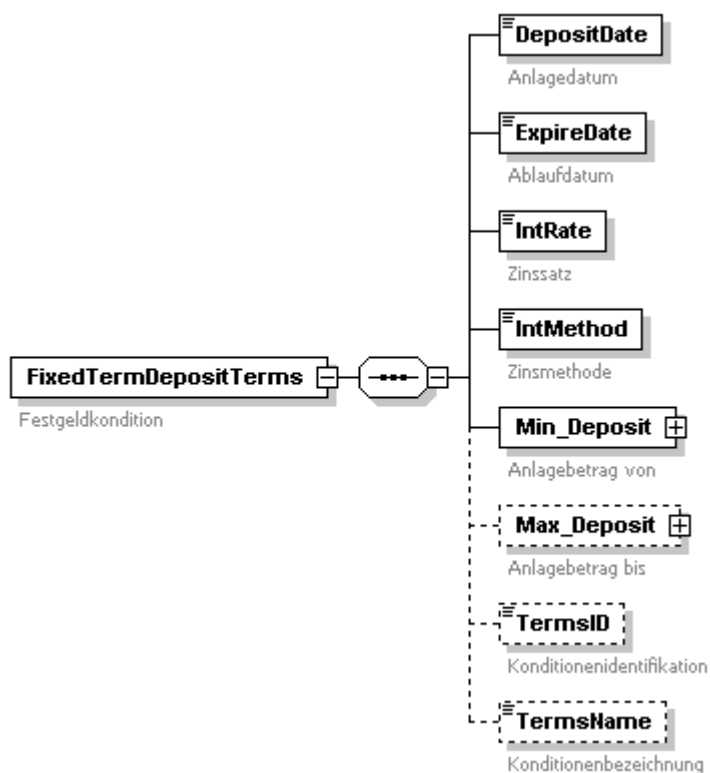 DepositDate
Anlagedatum
ExpireDate
Ablaufdatum
IntRate
Zinssatz
IntMethod
Zinsmethode
FixedTermDepositTerms
Festgeldkondition
Min_Deposit
Anlagebetrag von
Max_Deposit
Anlagebetrag bis
TermsID
Konditionenidentifikation
TermsName
Konditionenbezeichnung